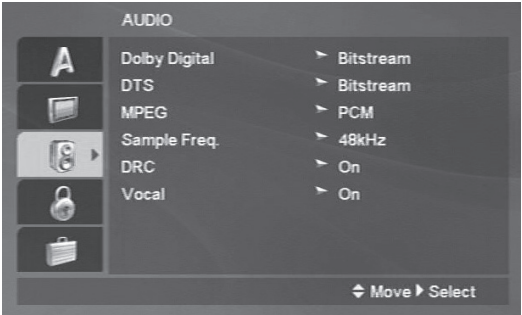 AUDIO
A
Dolby Digital Bitstream
DTS Bitstream
MPEG PCM
Sample Freq. 48kHz
DRC On
Vocal On
Move Select